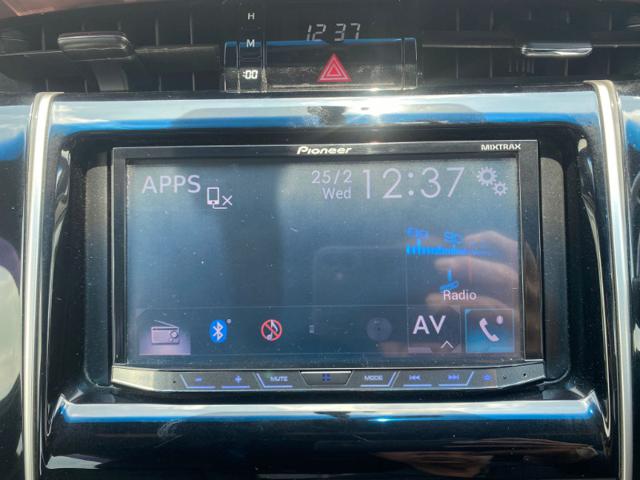 H
12:37
M
:00
Pioneer
MIXTRAX
APPS
25/2
Wed
12:37
Radio
AV
MUTE
MODE